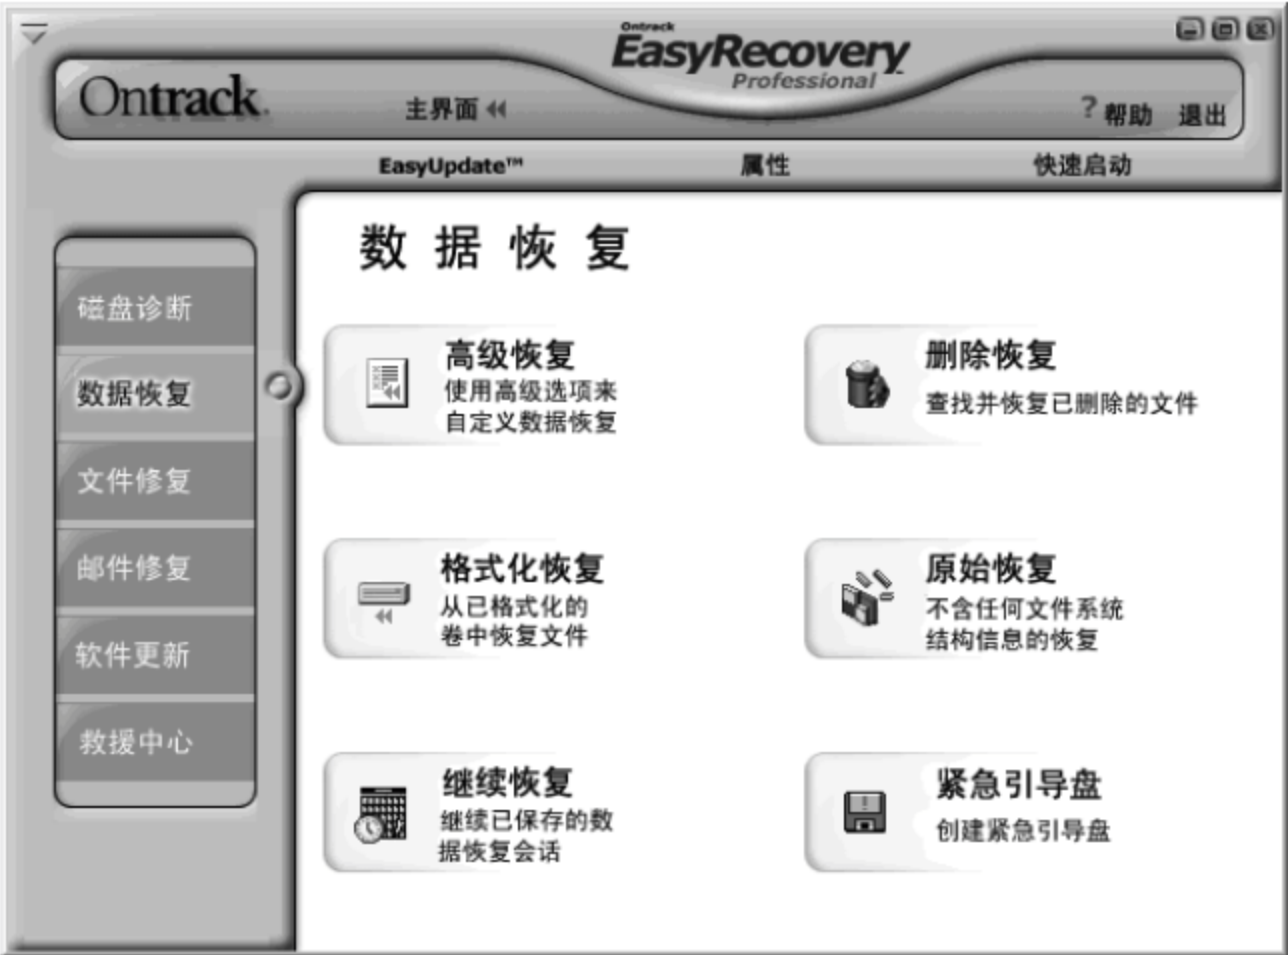 Ontrack
EasyRecovery
Professional
Ontrack
主界面
? 帮助 退出
EasyUpdate™ 属性 快速启动
磁盘诊断
数据恢复
文件修复
邮件修复
软件更新
救援中心
数据恢复
高级恢复
使用高级选项来
自定义数据恢复
删除恢复
查找并恢复已删除的文件
格式化恢复
从已格式化的
卷中恢复文件
原始恢复
不含任何文件系统
结构信息的恢复
继续恢复
继续已保存的数
据恢复会话
紧急引导盘
创建紧急引导盘